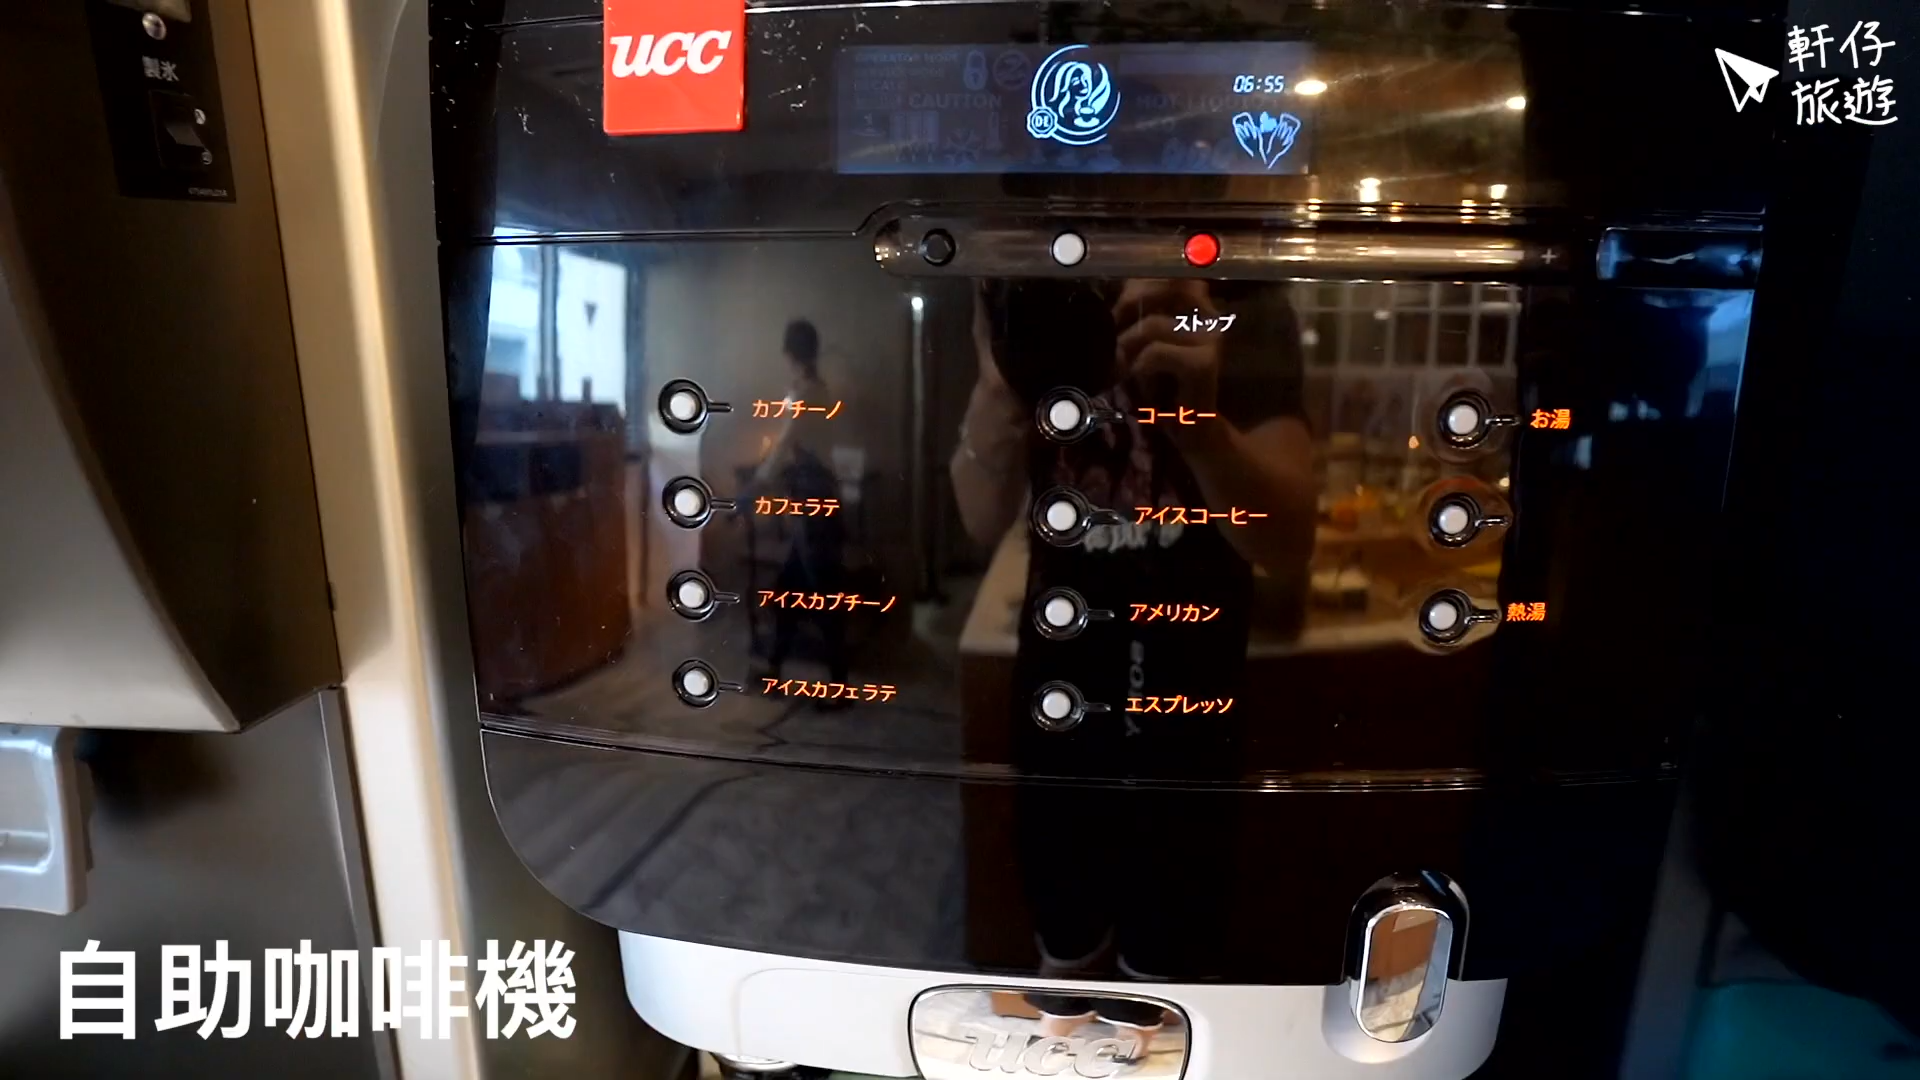 製氷
ucc
CAUTION
DE
06:55
軒仔
旅遊
ストップ
カプチーノ
コーヒー
お湯
カフェラテ
アイスコーヒー
アイスカプチーノ
アメリカン
熱湯
アイスカフェラテ
エスプレッソ
自助咖啡機
ucc